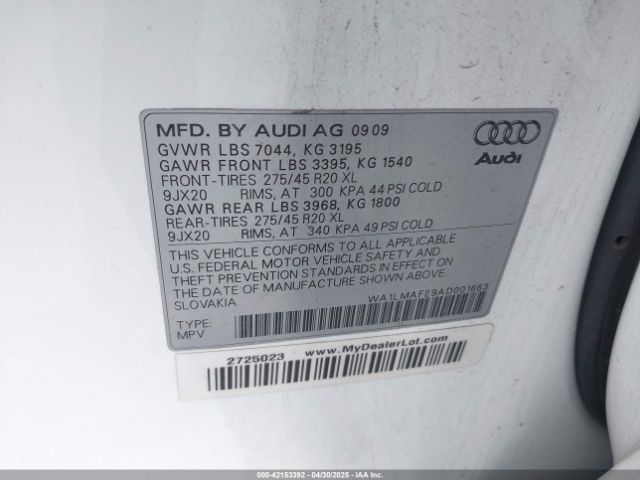 MFD. BY AUDI AG 09 09
GVWR LBS 7044, KG 3195
GAWR FRONT LBS 3395, KG 1540
FRONT-TIRES 275/45 R20 XL
9JX20 RIMS, AT 300 KPA 44 PSI COLD
GAWR REAR LBS 3968, KG 1800
REAR-TIRES 275/45 R20 XL
9JX20 RIMS, AT 340 KPA 49 PSI COLD
Audi
THIS VEHICLE CONFORMS TO ALL APPLICABLE
U.S. FEDERAL MOTOR VEHICLE SAFETY AND
THEFT PREVENTION STANDARDS IN EFFECT ON
THE DATE OF MANUFACTURE SHOWN ABOVE.
SLOVAKIA
WA1LMAFE9AD001663
TYPE:
MPV
2725023 www.MyDealerLot.com
000-42153392 - 04/30/2025 - IAA Inc.